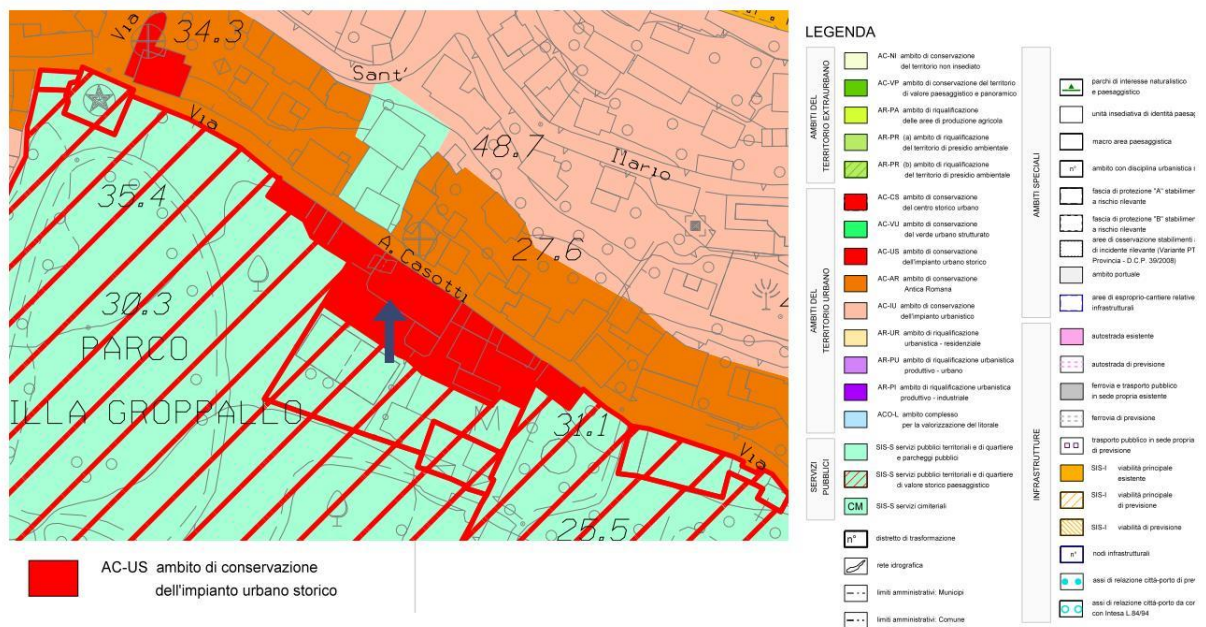 Via
34.3
Sant'
Via
48.7
Ilario
35.4
A. Casotti
27.6
30.3
PARCO
ILLA GROPPALLO
M
31.1
Via
25.5
AC-US ambito di conservazione
dell'impianto urbano storico
LEGENDA
AMBITI DEL
TERRITORIO EXTRAURBANO
AC-NI ambito di conservazione
del territorio non insediato
AC-VP ambito di conservazione del territorio
di valore paesaggistico e panoramico
AR-PA ambito di riqualificazione
delle aree di produzione agricola
AR-PR (a) ambito di riqualificazione
del territorio di presidio ambientale
AR-PR (b) ambito di riqualificazione
del territorio di presidio ambientale
AMBITI DEL
TERRITORIO URBANO
AC-CS ambito di conservazione
del centro storico urbano
AC-VU ambito di conservazione
del verde urbano strutturato
AC-US ambito di conservazione
dell'impianto urbano storico
AC-AR ambito di conservazione
Antica Romana
AC-IU ambito di conservazione
dell'impianto urbanistico
AR-UR ambito di riqualificazione
urbanistica - residenziale
AR-PU ambito di riqualificazione urbanistica
produttivo - urbano
AR-PI ambito di riqualificazione urbanistica
produttivo - industriale
ACO-L ambito complesso
per la valorizzazione del litorale
SERVIZI
PUBBLICI
SIS-S servizi pubblici territoriali e di quartiere
e parcheggi pubblici
SIS-S servizi pubblici territoriali e di quartiere
di valore storico paesaggistico
CM SIS-S servizi cimiteriali
n° distretto di trasformazione
rete idrografica
limiti amministrativi: Municipi
limiti amministrativi: Comune
AMBITI SPECIALI
parchi di interesse naturalistico
e paesaggistico
unità insediativa di identità paesa
macro area paesaggistica
n° ambito con disciplina urbanistica
fascia di protezione "A" stabilimen
a rischio rilevante
fascia di protezione "B" stabilimen
a rischio rilevante
aree di osservazione stabilimenti
di incidente rilevante (Variante PT
Provincia - D.C.P. 39/2008)
ambito portuale
aree di esproprio-cantiere relative
infrastrutturali
INFRASTRUTTURE
autostrada esistente
autostrada di previsione
ferrovia e trasporto pubblico
in sede propria esistente
ferrovia di previsione
trasporto pubblico in sede propria
di previsione
SIS-I viabilità principale
esistente
SIS-I viabilità principale
di previsione
SIS-I viabilità di previsione
n° nodi infrastrutturali
assi di relazione città-porto di pre
assi di relazione città-porto da con
con Intesa L.84/94